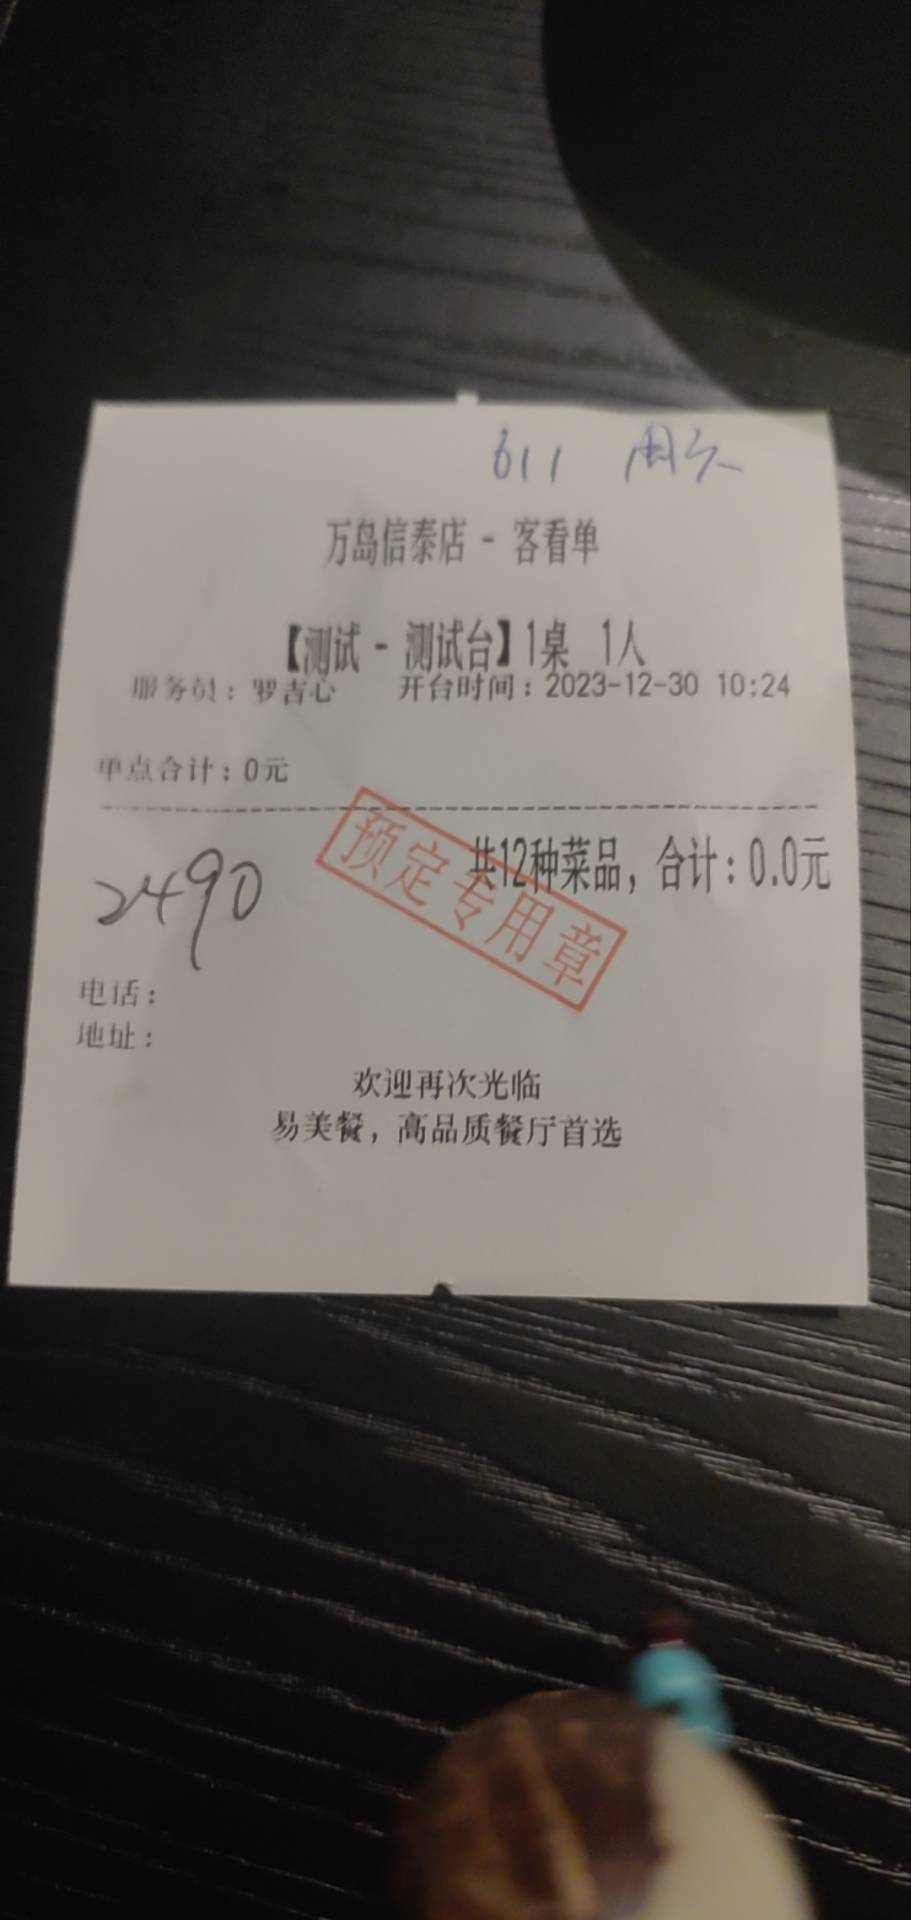 611 周六
万岛信泰店 - 客看单
【测试 - 测试台】1桌 1人
服务员：罗吉心 开台时间：2023-12-30 10:24
单点合计：0元
共12种菜品，合计：0.0元
预定专用章
2490
电话：
地址：
欢迎再次光临
易美餐，高品质餐厅首选